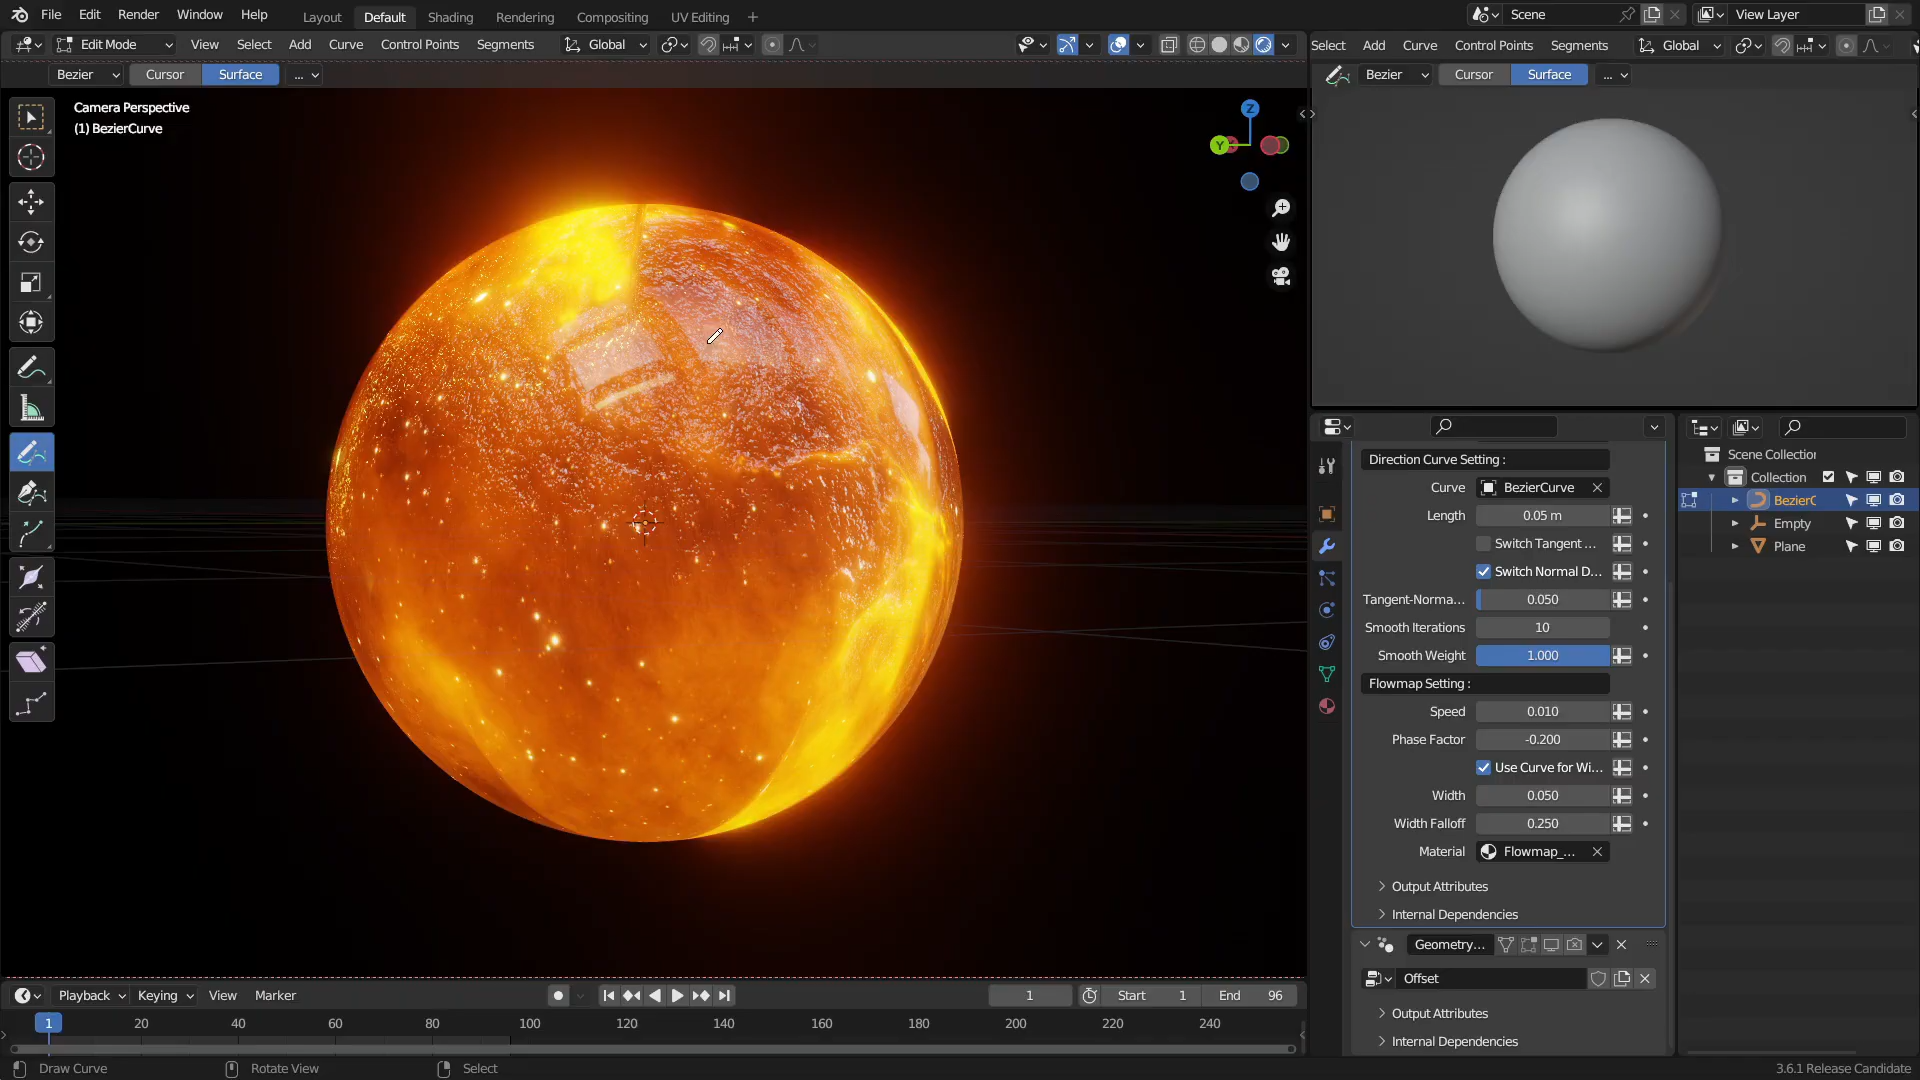 File Edit Render Window Help Layout Default Shading Rendering Compositing UV Editing + Scene View Layer
Edit Mode View Select Add Curve Control Points Segments Global
Select Add Curve Control Points Segments Global
Bezier Cursor Surface ...
Bezier Cursor Surface ...
Camera Perspective
(1) BezierCurve
Z
Y
Direction Curve Setting :
Curve BezierCurve
Length 0.05 m
Switch Tangent ...
Switch Normal D...
Tangent-Norma... 0.050
Smooth Iterations 10
Smooth Weight 1.000
Flowmap Setting :
Speed 0.010
Phase Factor -0.200
Use Curve for Wi...
Width 0.050
Width Falloff 0.250
Material Flowmap_...
Output Attributes
Internal Dependencies
Geometry...
Offset
Output Attributes
Internal Dependencies
Scene Collection
Collection
BezierC
Empty
Plane
Playback Keying View Marker 1 Start 1 End 96
1 20 40 60 80 100 120 140 160 180 200 220 240
Draw Curve Rotate View Select 3.6.1 Release Candidate